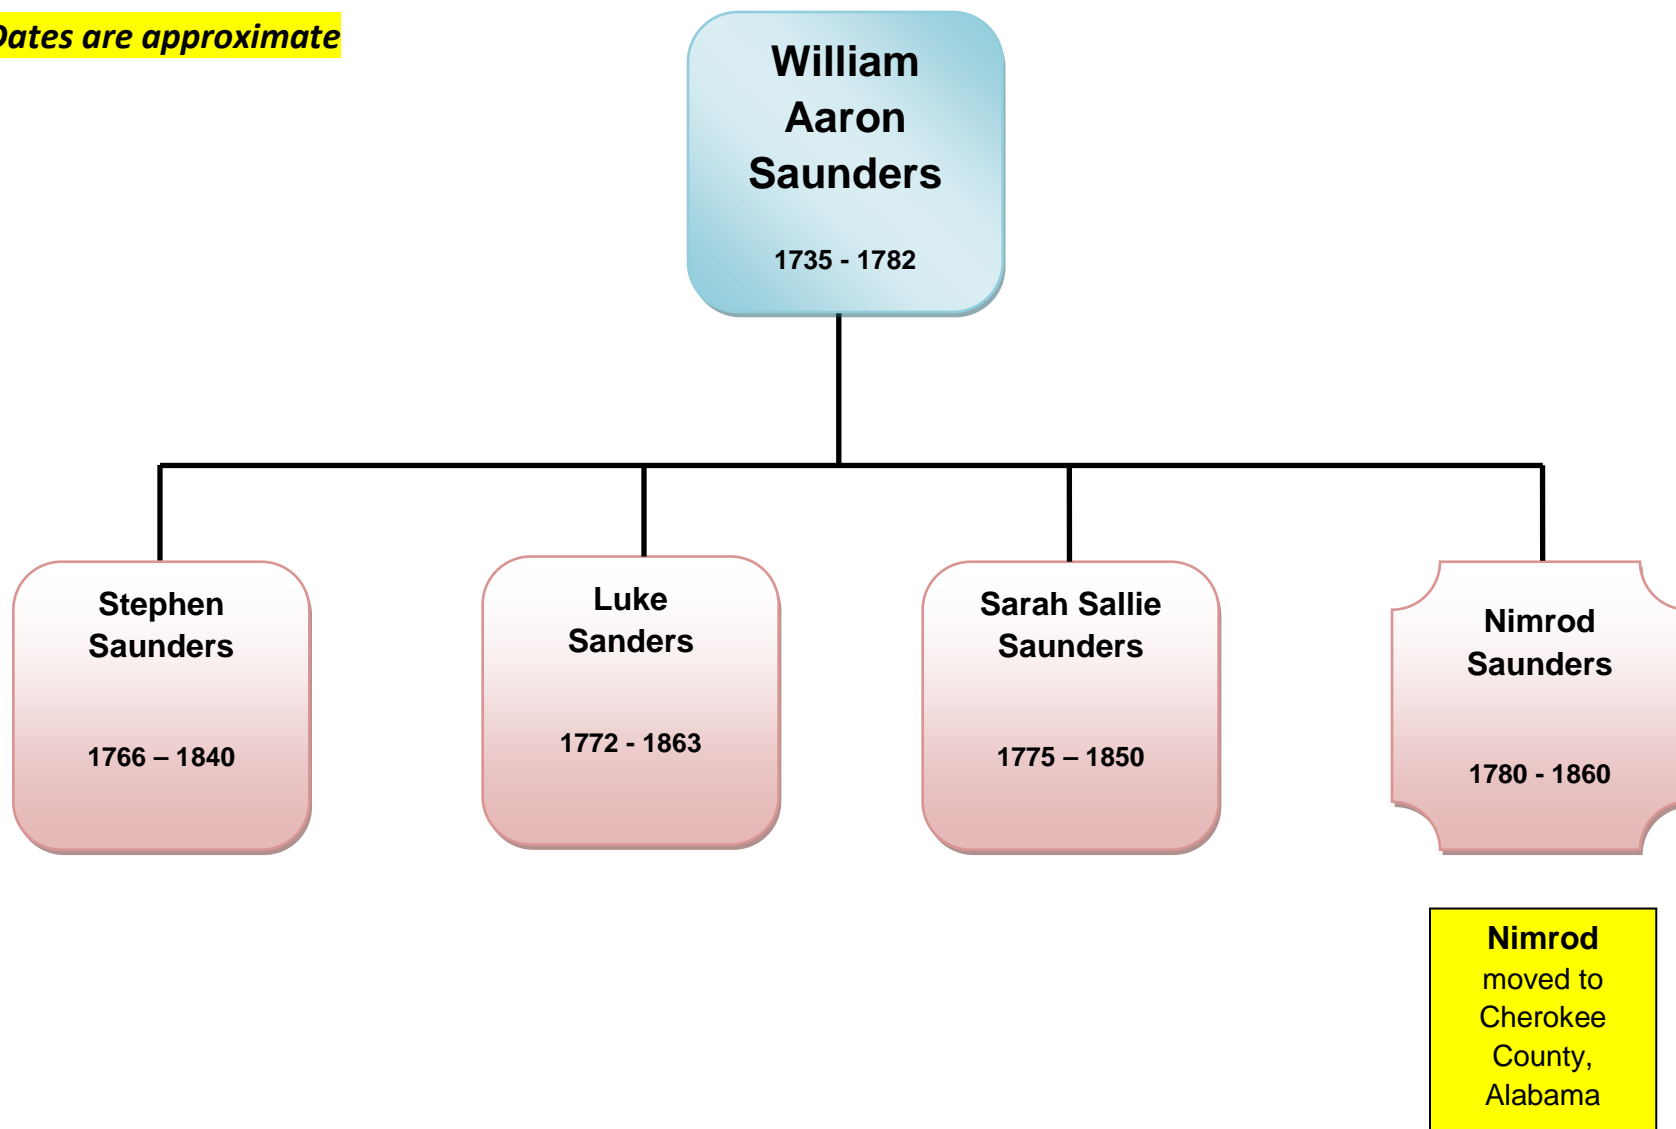 Dates are approximate
William
Aaron
Saunders
1735 - 1782
Stephen
Saunders
1766 – 1840
Luke
Sanders
1772 - 1863
Sarah Sallie
Saunders
1775 – 1850
Nimrod
Saunders
1780 - 1860
Nimrod
moved to
Cherokee
County,
Alabama